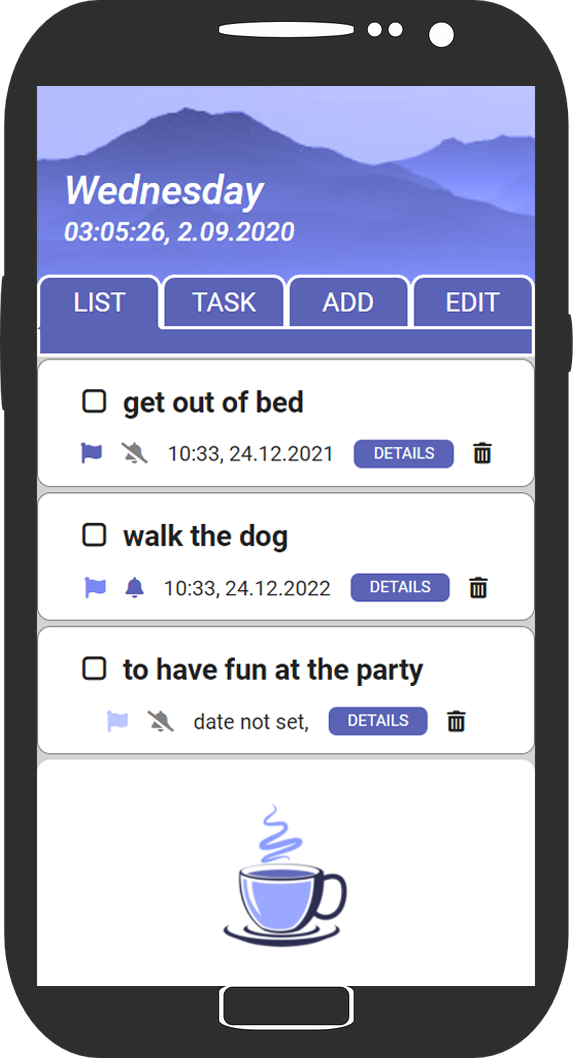 Wednesday
03:05:26, 2.09.2020
LIST TASK ADD EDIT
get out of bed
10:33, 24.12.2021 DETAILS
walk the dog
10:33, 24.12.2022 DETAILS
to have fun at the party
date not set, DETAILS